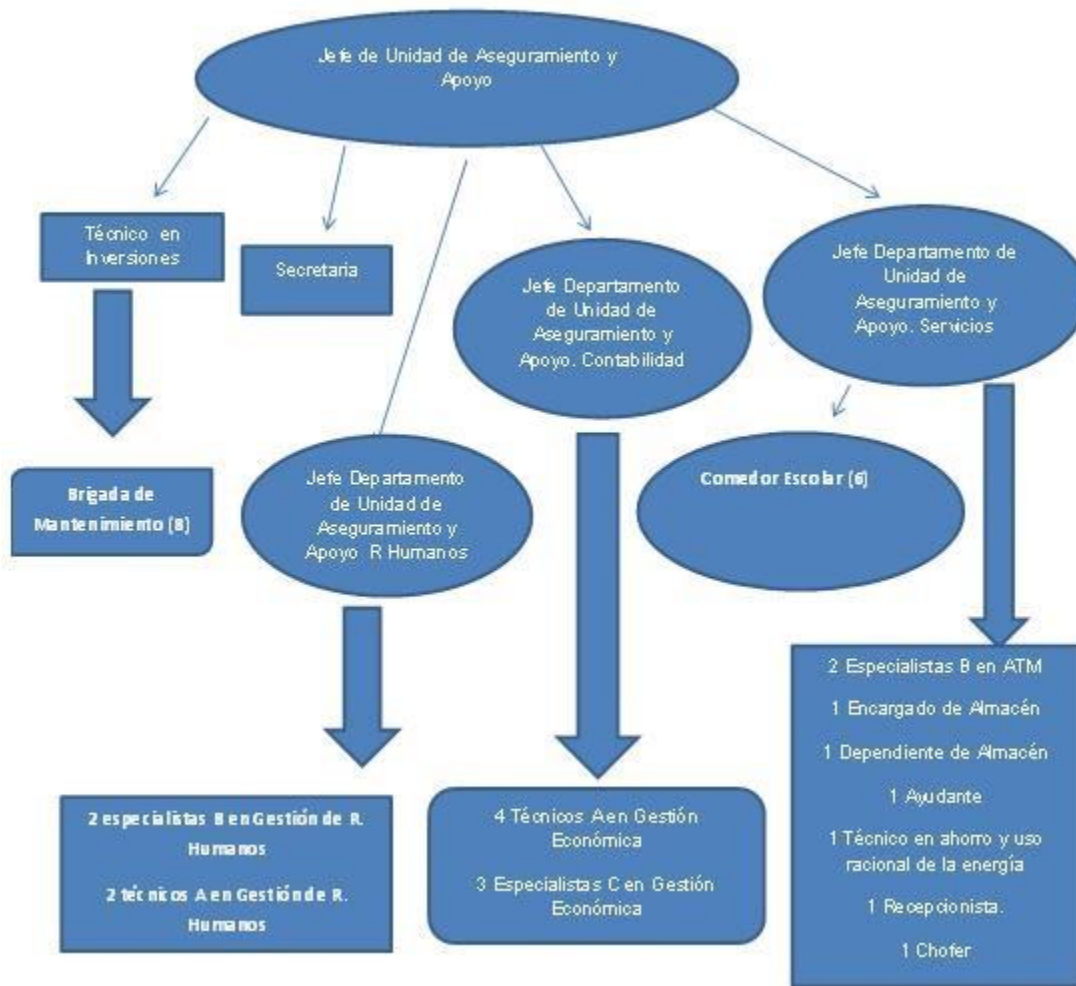 Jefe de Unidad de Aseguramiento y
Apoyo
Técnico en
Inversiones
Secretaria
Jefe Departamento
de Unidad de
Aseguramiento y
Apoyo. Contabilidad
Jefe Departamento de
Unidad de
Aseguramiento y
Apoyo. Servicios
Brigada de
Mantenimiento (8)
Jefe Departamento
de Unidad de
Aseguramiento y
Apoyo R Humanos
Comedor Escolar (6)
2 especialistas B en Gestión de R.
Humanos
2 técnicos A en Gestión de R.
Humanos
4 Técnicos A en Gestión
Económica
3 Especialistas C en Gestión
Económica
2 Especialistas B en ATM
1 Encargado de Almacén
1 Dependiente de Almacén
1 Ayudante
1 Técnico en ahorro y uso
racional de la energía
1 Recepcionista.
1 Chofer